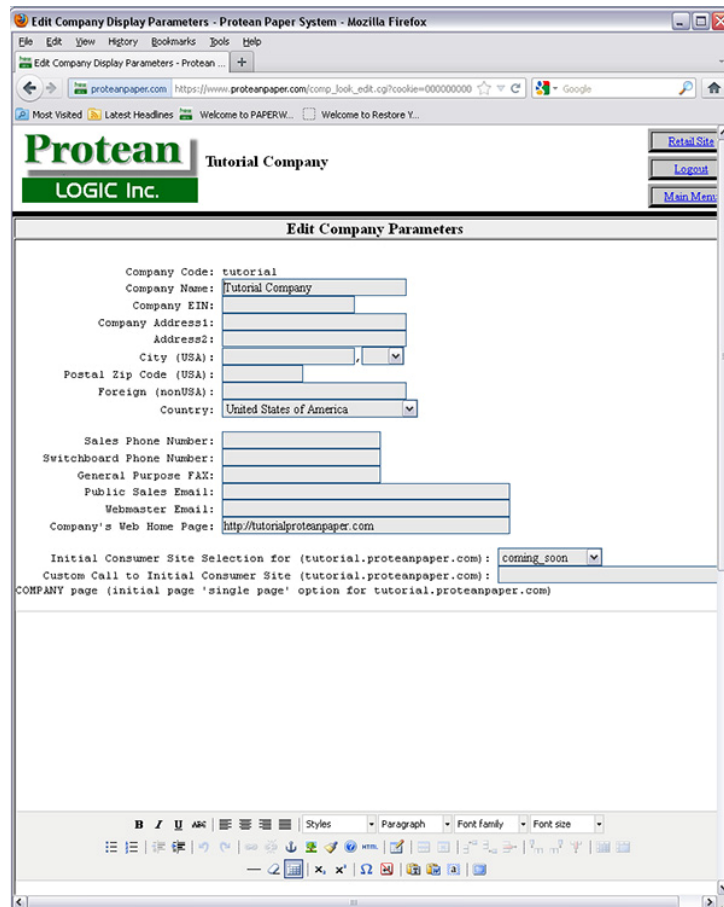 Edit Company Display Parameters - Protean Paper System - Mozilla Firefox
File Edit View History Bookmarks Tools Help
Edit Company Display Parameters - Protean ... +
proteanpaper.com https://www.proteanpaper.com/comp_look_edit.cgi?cookie=000000000 Google
Most Visited Latest Headlines Welcome to PAPERW... Welcome to Restore Y...
Protean
LOGIC Inc.
Tutorial Company
Retail Site
Logout
Main Menu
Edit Company Parameters
Company Code: tutorial
Company Name: Tutorial Company
Company EIN:
Company Address1:
Address2:
City (USA): ,
Postal Zip Code (USA):
Foreign (nonUSA):
Country: United States of America
Sales Phone Number:
Switchboard Phone Number:
General Purpose FAX:
Public Sales Email:
Webmaster Email:
Company's Web Home Page: http://tutorialproteanpaper.com
Initial Consumer Site Selection for (tutorial.proteanpaper.com): coming_soon
Custom Call to Initial Consumer Site (tutorial.proteanpaper.com):
COMPANY page (initial page 'single page' option for tutorial.proteanpaper.com)
B I U ABC Styles Paragraph Font family Font size
HTML